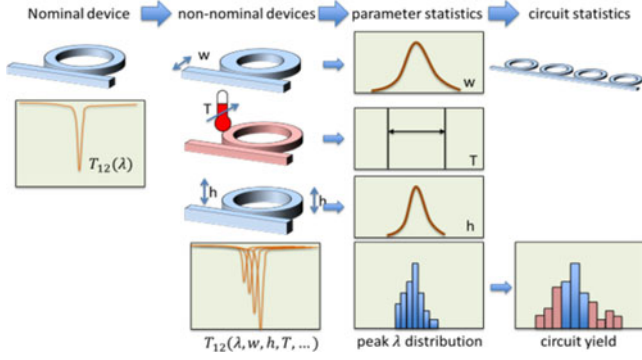 Nominal device
non-nominal devices
parameter statistics
circuit statistics
w
w
T
T
h
h
h
T₁₂(λ)
T₁₂(λ, w, h, T, ...)
peak λ distribution
circuit yield